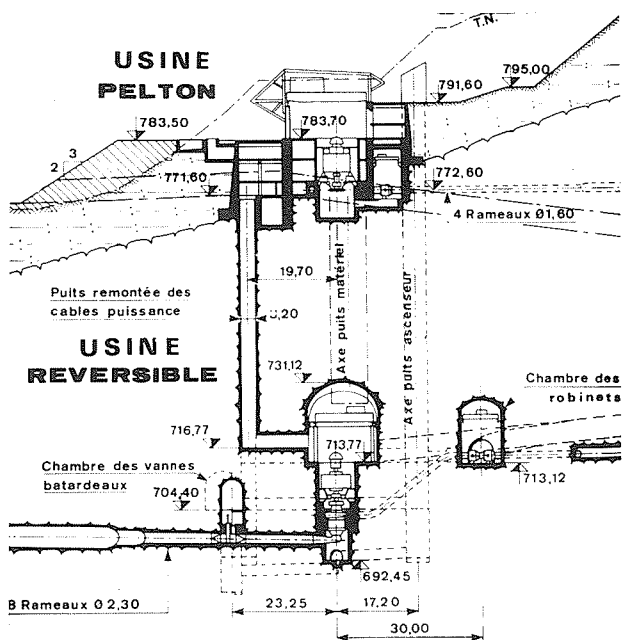 T.N.
USINE
PELTON
795,00
791,60
783,50
783,70
3
2
771,60
772,60
4 Rameaux Ø1,60
19,70
Puits remontée des
cables puissance
,20
Axe puits matériel
Axe puits ascenseur
USINE
REVERSIBLE
731,12
Chambre des
robinets
716,77
713,77
Chambre des vannes
batardeaux
713,12
704,40
692,45
8 Rameaux Ø 2,30
23,25
17,20
30,00